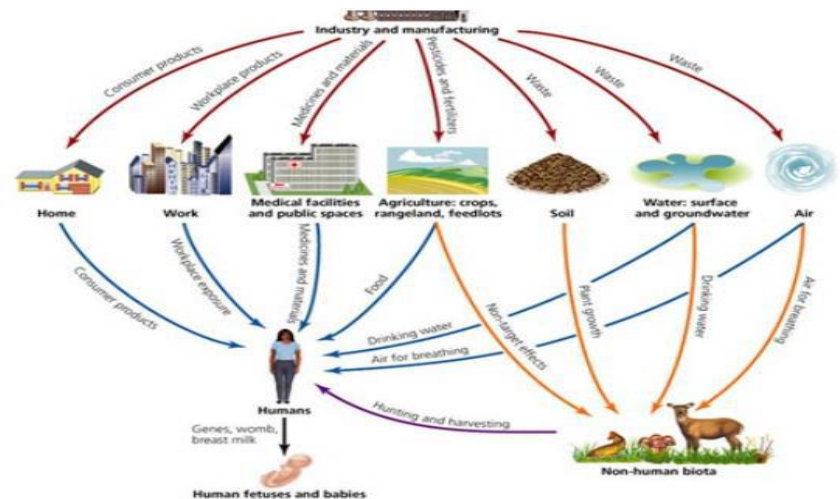 Industry and manufacturing
Consumer products
Workplace products
Medicines and materials
Pesticides and fertilizers
Waste
Waste
Waste
Home
Work
Medical facilities
and public spaces
Agriculture: crops,
rangeland, feedlots
Soil
Water: surface
and groundwater
Air
Consumer products
Workplace exposure
Medicines and materials
Food
Drinking water
Air for breathing
Non-target effects
Plant growth
Drinking water
Air for breathing
Humans
Hunting and harvesting
Genes, womb,
breast milk
Non-human biota
Human fetuses and babies